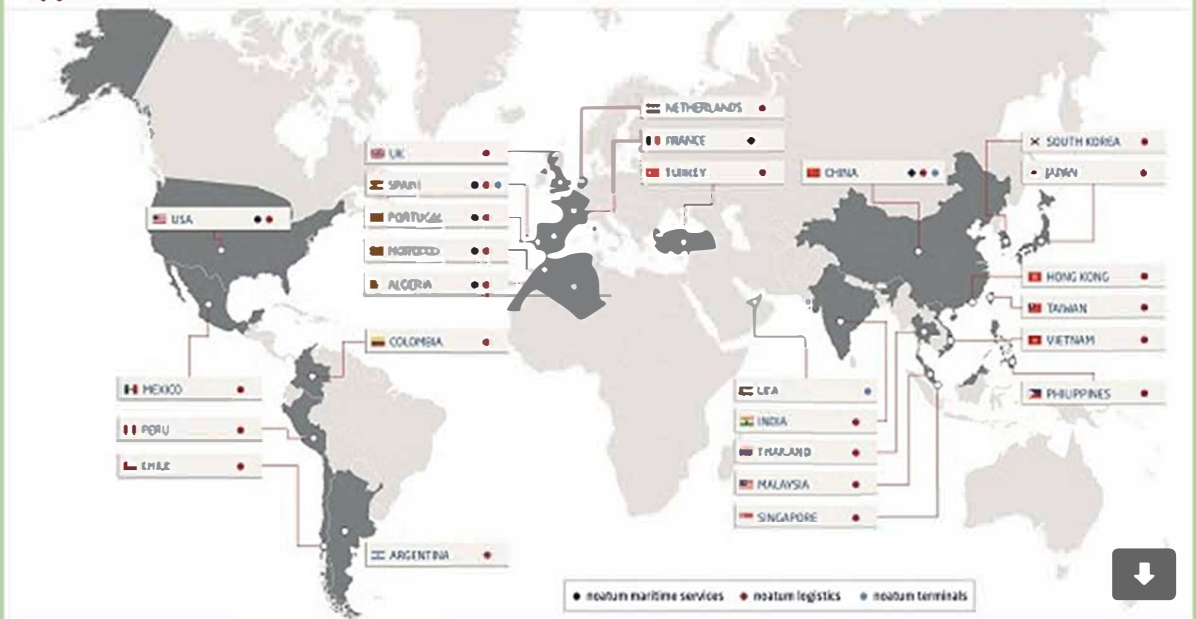 NETHERLANDS
FRANCE
TURKEY
UK
SPAIN
PORTUGAL
MOROCCO
ALGERIA
USA
CHINA
SOUTH KOREA
JAPAN
HONG KONG
TAIWAN
VIETNAM
PHILIPPINES
COLOMBIA
MEXICO
PERU
CHILE
ARGENTINA
INDIA
THAILAND
MALAYSIA
SINGAPORE
noatum maritime services
noatum logistics
noatum terminals